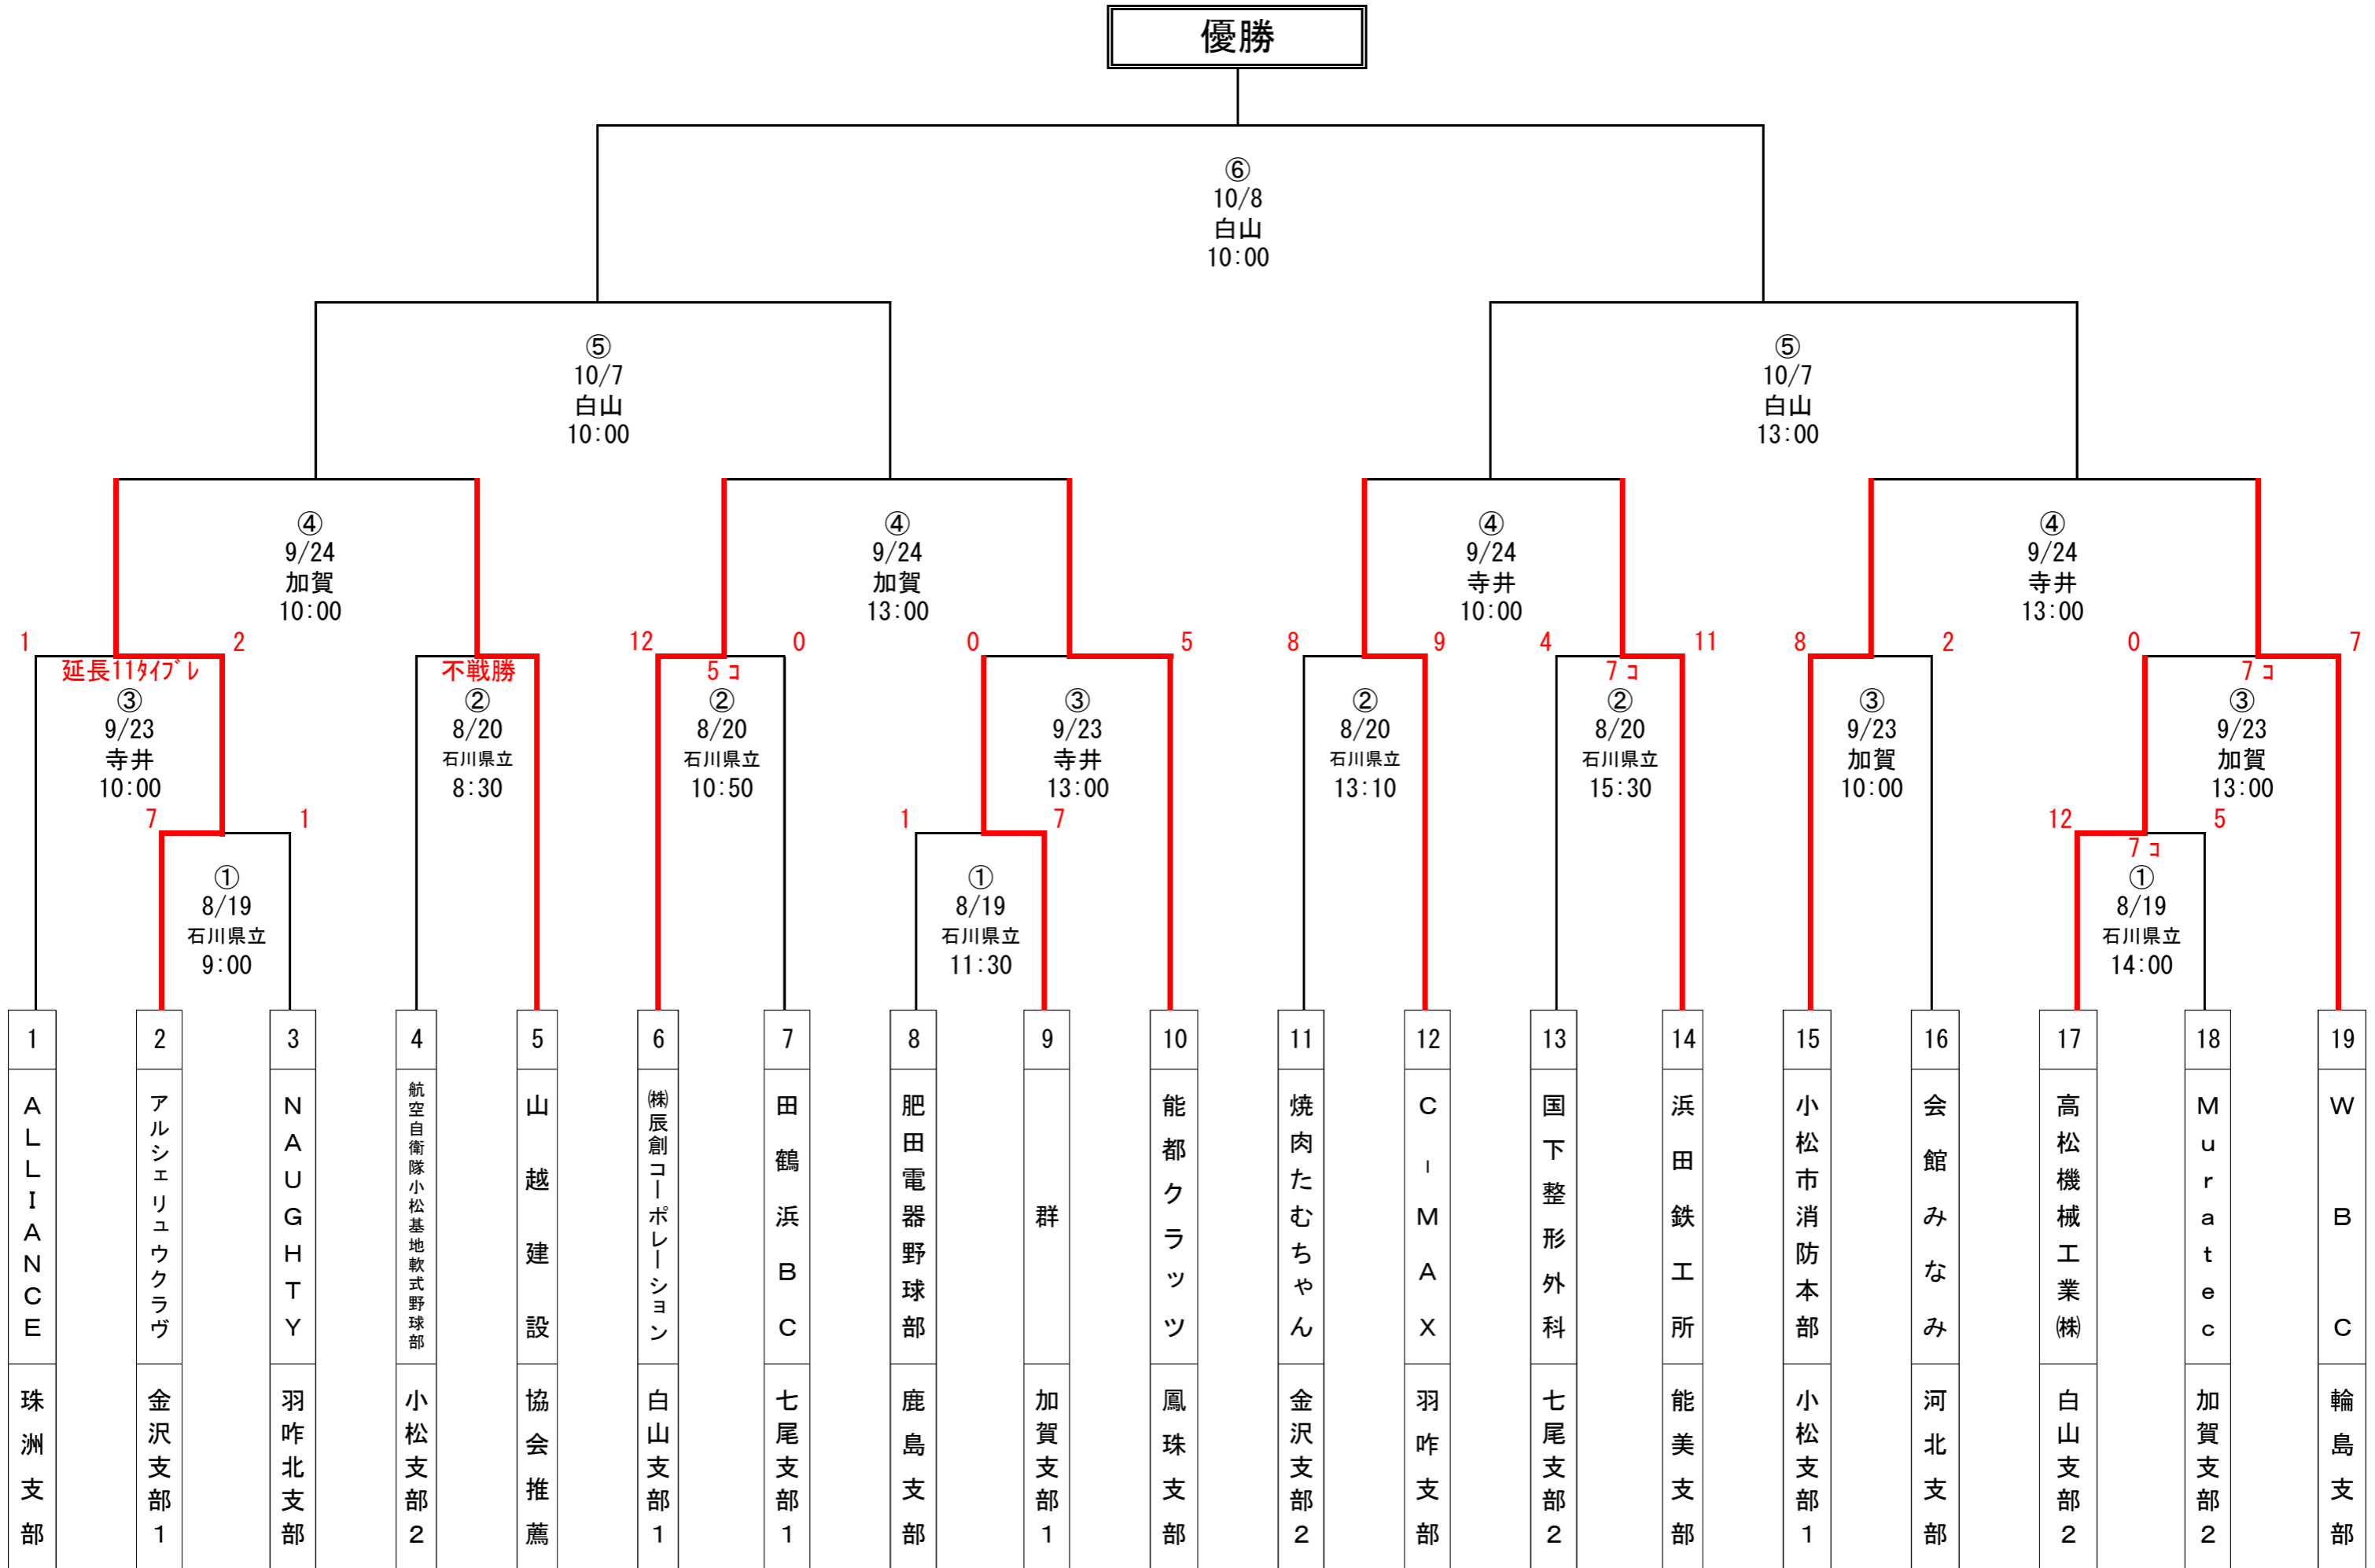 優勝
⑥
10/8
白山
10:00
⑤
10/7
白山
10:00
⑤
10/7
白山
13:00
④
9/24
加賀
10:00
④
9/24
加賀
13:00
④
9/24
寺井
10:00
④
9/24
寺井
13:00
1 2
延長11ﾀｲﾌﾞﾚ
③
9/23
寺井
10:00
不戦勝
②
8/20
石川県立
8:30
12 0
5 ｺ
②
8/20
石川県立
10:50
0 5
③
9/23
寺井
13:00
8 9
②
8/20
石川県立
13:10
4 11
7 ｺ
②
8/20
石川県立
15:30
8 2
③
9/23
加賀
10:00
0 7
7 ｺ
③
9/23
加賀
13:00
7 1
①
8/19
石川県立
9:00
1 7
①
8/19
石川県立
11:30
12 5
7 ｺ
①
8/19
石川県立
14:00
1
ALLIANCE
珠洲支部
2
アルシェリュウクラヴ
金沢支部1
3
NAUGHTY
羽咋北支部
4
航空自衛隊小松基地軟式野球部
小松支部2
5
山越建設
協会推薦
6
㈱辰創コーポレーション
白山支部1
7
田鶴浜BC
七尾支部1
8
肥田電器野球部
鹿島支部
9
群
加賀支部1
10
能都クラッツ
鳳珠支部
11
焼肉たむちゃん
金沢支部2
12
C-MAX
羽咋支部
13
国下整形外科
七尾支部2
14
浜田鉄工所
能美支部
15
小松市消防本部
小松支部1
16
会館みなみ
河北支部
17
高松機械工業㈱
白山支部2
18
Muratec
加賀支部2
19
WBC
輪島支部